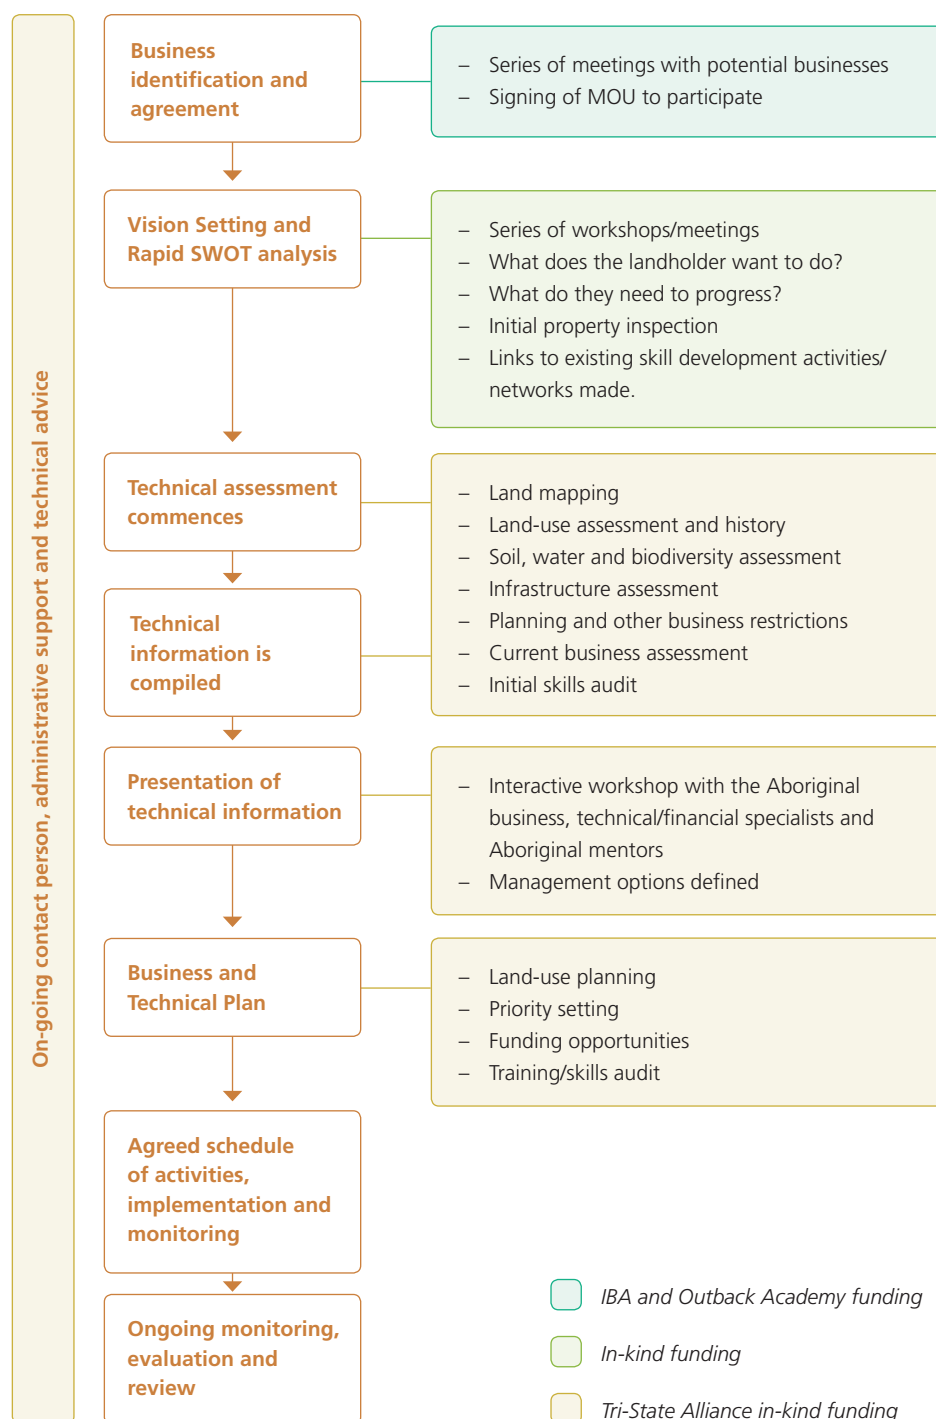 On-going contact person, administrative support and technical advice
Business
identification and
agreement
– Series of meetings with potential businesses
– Signing of MOU to participate
Vision Setting and
Rapid SWOT analysis
– Series of workshops/meetings
– What does the landholder want to do?
– What do they need to progress?
– Initial property inspection
– Links to existing skill development activities/
networks made.
Technical assessment
commences
Technical
information is
compiled
– Land mapping
– Land-use assessment and history
– Soil, water and biodiversity assessment
– Infrastructure assessment
– Planning and other business restrictions
– Current business assessment
– Initial skills audit
Presentation of
technical information
– Interactive workshop with the Aboriginal
business, technical/financial specialists and
Aboriginal mentors
– Management options defined
Business and
Technical Plan
– Land-use planning
– Priority setting
– Funding opportunities
– Training/skills audit
Agreed schedule
of activities,
implementation and
monitoring
Ongoing monitoring,
evaluation and
review
IBA and Outback Academy funding
In-kind funding
Tri-State Alliance in-kind funding